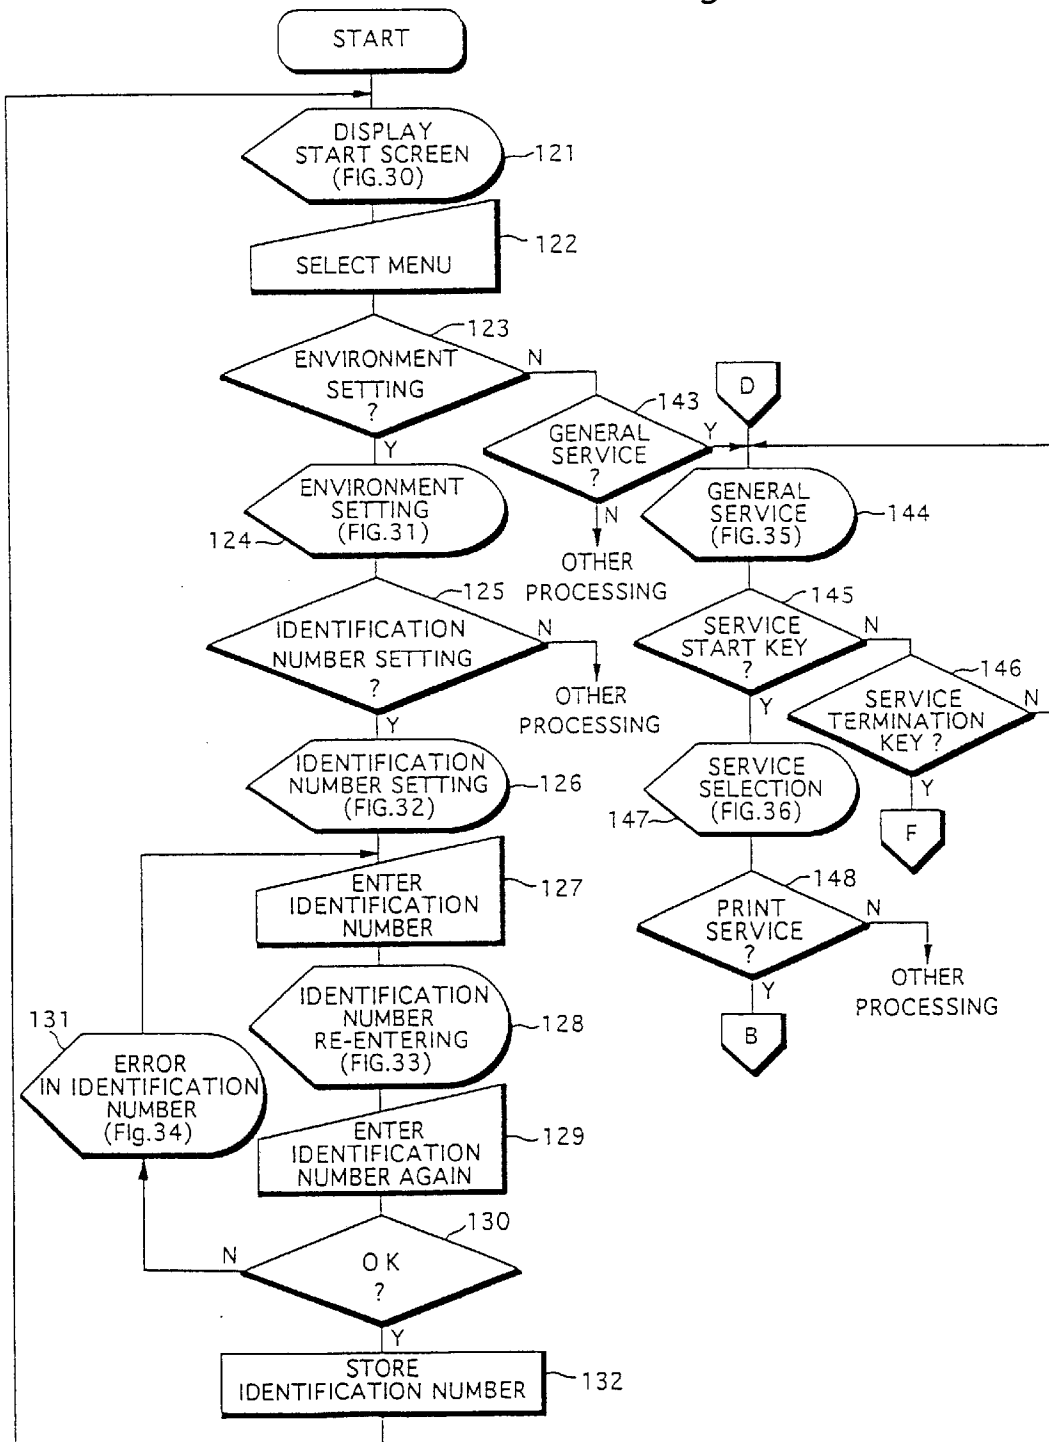 START
DISPLAY
START SCREEN
(FIG.30)
121
SELECT MENU
122
ENVIRONMENT
SETTING
?
123
N
Y
GENERAL
SERVICE
?
143
Y
N
OTHER
PROCESSING
D
ENVIRONMENT
SETTING
(FIG.31)
124
GENERAL
SERVICE
(FIG.35)
144
IDENTIFICATION
NUMBER SETTING
?
125
N
Y
OTHER
PROCESSING
SERVICE
START KEY
?
145
N
Y
SERVICE
TERMINATION
KEY ?
146
N
Y
F
IDENTIFICATION
NUMBER SETTING
(FIG.32)
126
SERVICE
SELECTION
(FIG.36)
147
ENTER
IDENTIFICATION
NUMBER
127
PRINT
SERVICE
?
148
N
Y
OTHER
PROCESSING
B
IDENTIFICATION
NUMBER
RE-ENTERING
(FIG.33)
128
131
ERROR
IN IDENTIFICATION
NUMBER
(FIg.34)
ENTER
IDENTIFICATION
NUMBER AGAIN
129
OK
?
130
N
Y
STORE
IDENTIFICATION NUMBER
132